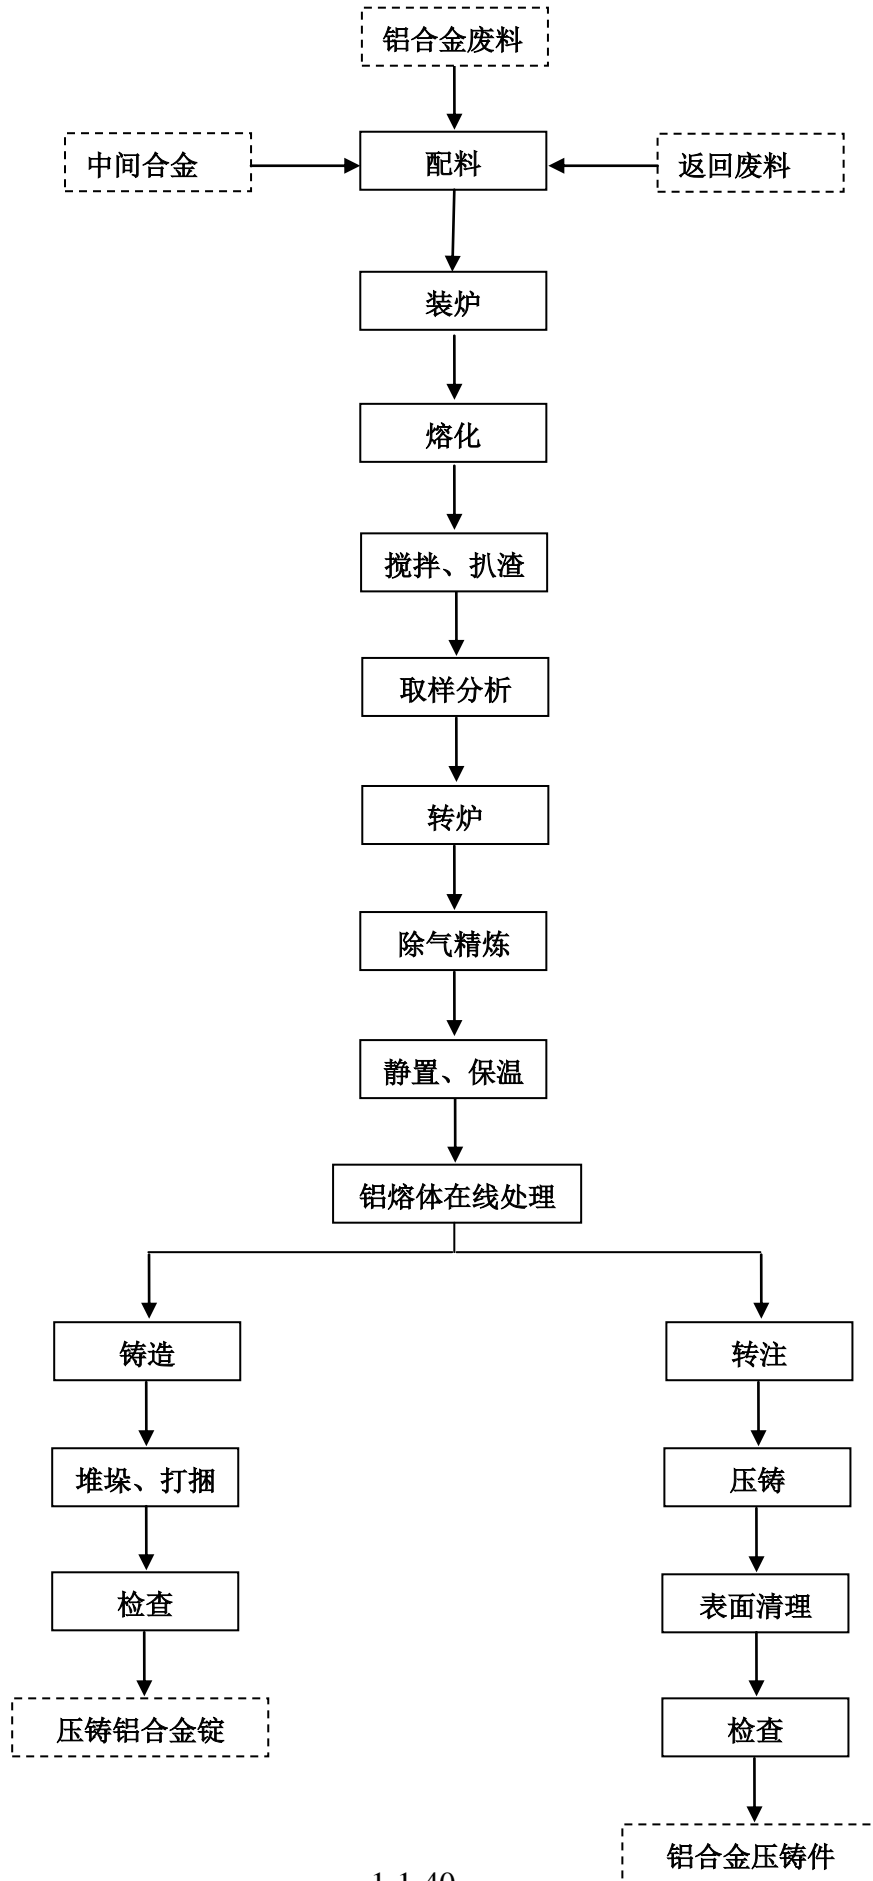 铝合金废料
中间合金
配料
返回废料
装炉
熔化
搅拌、扒渣
取样分析
转炉
除气精炼
静置、保温
铝熔体在线处理
铸造
转注
堆垛、打捆
压铸
检查
表面清理
压铸铝合金锭
检查
铝合金压铸件
1-1-40